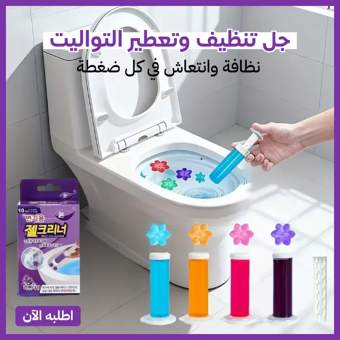 جل تنظيف وتعطير التواليت
نظافة وانتعاش في كل ضغطة
젤크리너
اطلبه الآن